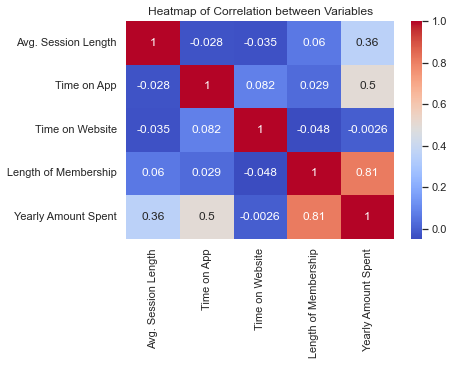 Heatmap of Correlation between Variables
Avg. Session Length 1 -0.028 -0.035 0.06 0.36
Time on App -0.028 1 0.082 0.029 0.5
Time on Website -0.035 0.082 1 -0.048 -0.0026
Length of Membership 0.06 0.029 -0.048 1 0.81
Yearly Amount Spent 0.36 0.5 -0.0026 0.81 1
Avg. Session Length
Time on App
Time on Website
Length of Membership
Yearly Amount Spent
1.0
0.8
0.6
0.4
0.2
0.0